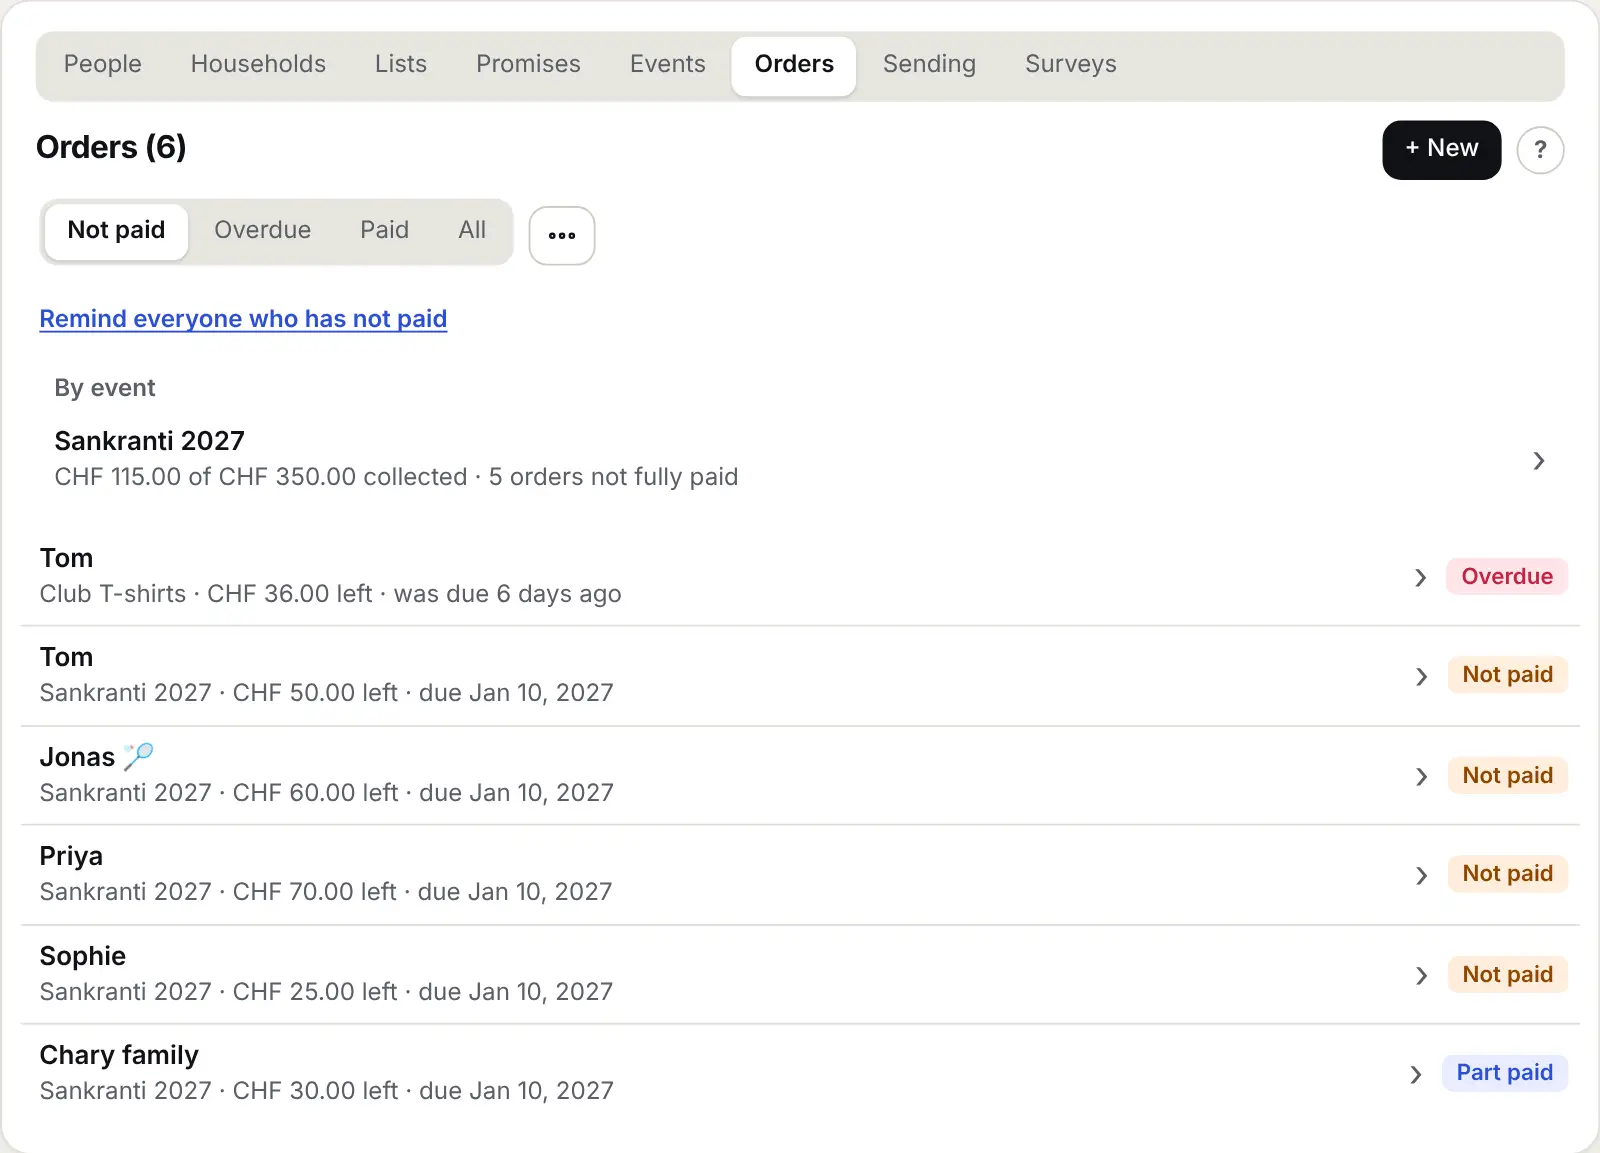 People Households Lists Promises Events Orders Sending Surveys
Orders (6)
+ New
?
Not paid Overdue Paid All
Remind everyone who has not paid
By event
Sankranti 2027
CHF 115.00 of CHF 350.00 collected · 5 orders not fully paid
Tom
Club T-shirts · CHF 36.00 left · was due 6 days ago
Overdue
Tom
Sankranti 2027 · CHF 50.00 left · due Jan 10, 2027
Not paid
Jonas 🏸
Sankranti 2027 · CHF 60.00 left · due Jan 10, 2027
Not paid
Priya
Sankranti 2027 · CHF 70.00 left · due Jan 10, 2027
Not paid
Sophie
Sankranti 2027 · CHF 25.00 left · due Jan 10, 2027
Not paid
Chary family
Sankranti 2027 · CHF 30.00 left · due Jan 10, 2027
Part paid